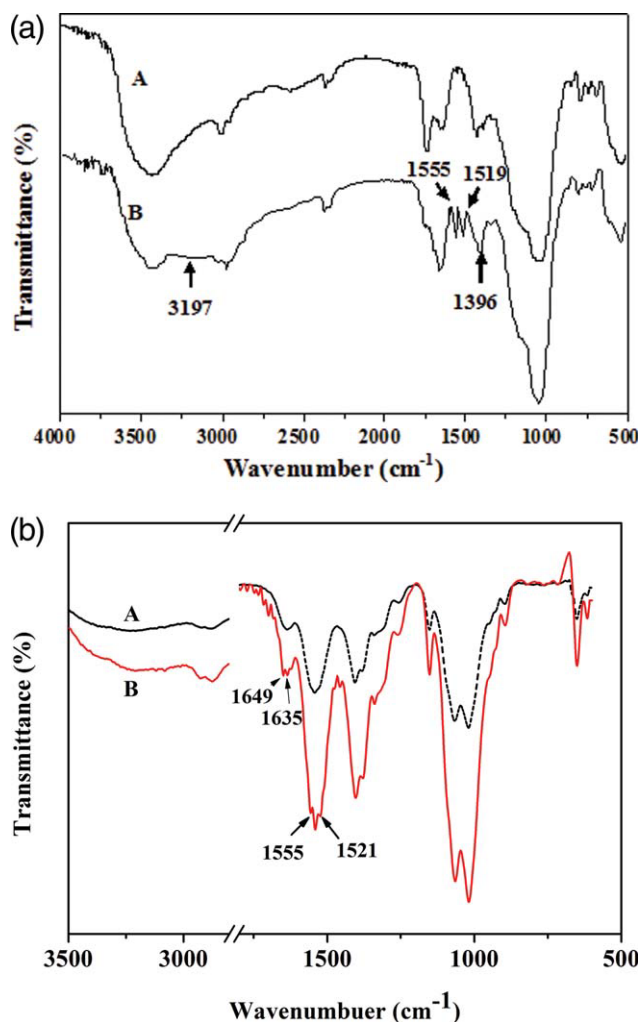 (a)
A
B
1555
1519
3197
1396
Transmittance (%)
4000 3500 3000 2500 2000 1500 1000 500
Wavenumber (cm-1)
(b)
A
B
1649
1635
1555
1521
Transmittance (%)
3500 3000 1500 1000 500
Wavenumbuer (cm-1)